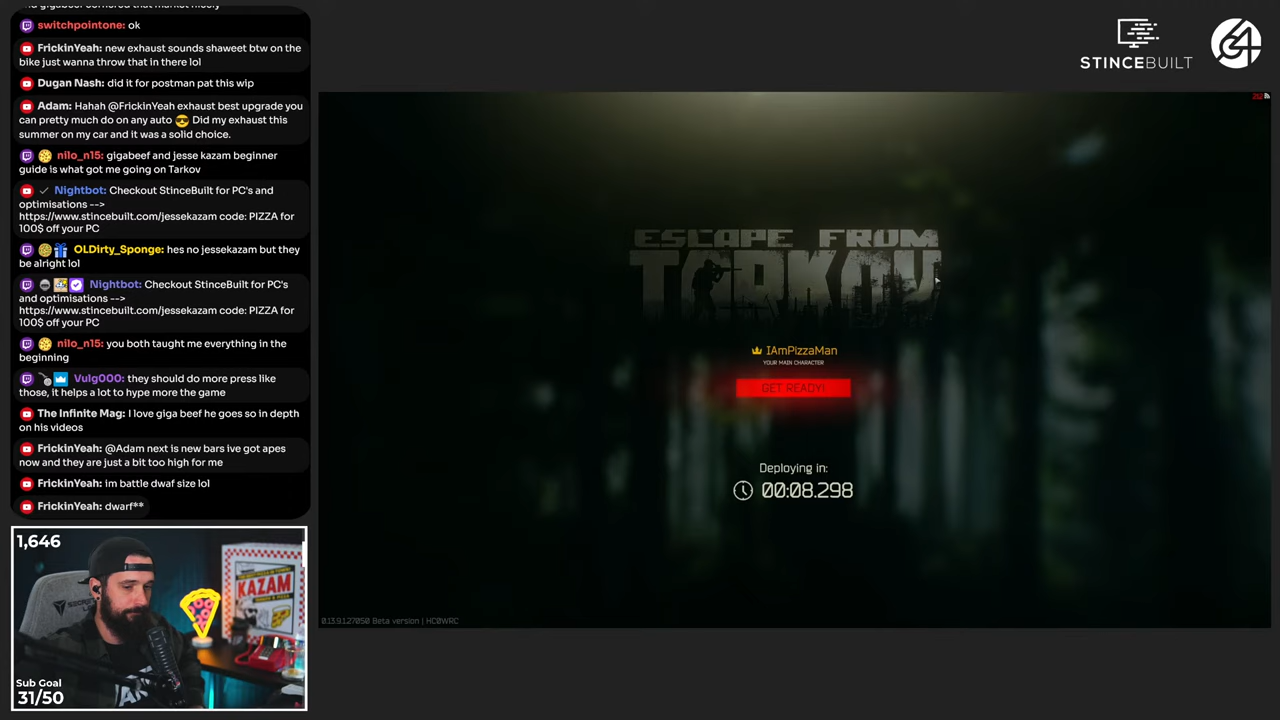 switchpointone: ok
FrickinYeah: new exhaust sounds shaweet btw on the
bike just wanna throw that in there lol
Dugan Nash: did it for postman pat this wip
Adam: Hahah @FrickinYeah exhaust best upgrade you
can pretty much do on any auto 😎 Did my exhaust this
summer on my car and it was a solid choice.
nilo_n15: gigabeef and jesse kazam beginner
guide is what got me going on Tarkov
Nightbot: Checkout StinceBuilt for PC's and
optimisations -->
https://www.stincebuilt.com/jessekazam code: PIZZA for
100$ off your PC
OLDirty_Sponge: hes no jessekazam but they
be alright lol
Nightbot: Checkout StinceBuilt for PC's
and optimisations -->
https://www.stincebuilt.com/jessekazam code: PIZZA for
100$ off your PC
nilo_n15: you both taught me everything in the
beginning
Vulg000: they should do more press like
those, it helps a lot to hype more the game
The Infinite Mag: I love giga beef he goes so in depth
on his videos
FrickinYeah: @Adam next is new bars ive got apes
now and they are just a bit too high for me
FrickinYeah: im battle dwaf size lol
FrickinYeah: dwarf**
1,646
KAZAM
Sub Goal
31/50
STINCEBUILT
G4
ESCAPE FROM
TARKOV
IAmPizzaMan
YOUR MAIN CHARACTER
GET READY!
Deploying in:
00:08.298
0.13.9.1.27050 Beta version | HC0WRC